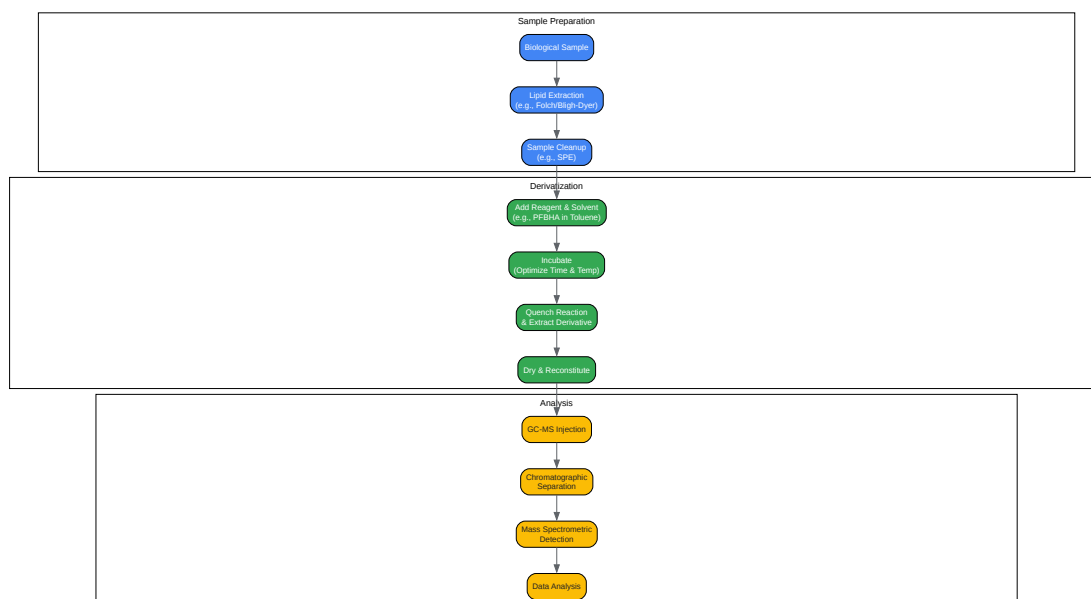 Sample Preparation
Biological Sample
Lipid Extraction
(e.g., Folch/Bligh-Dyer)
Sample Cleanup
(e.g., SPE)
Derivatization
Add Reagent & Solvent
(e.g., PFBHA in Toluene)
Incubate
(Optimize Time & Temp)
Quench Reaction
& Extract Derivative
Dry & Reconstitute
Analysis
GC-MS Injection
Chromatographic
Separation
Mass Spectrometric
Detection
Data Analysis